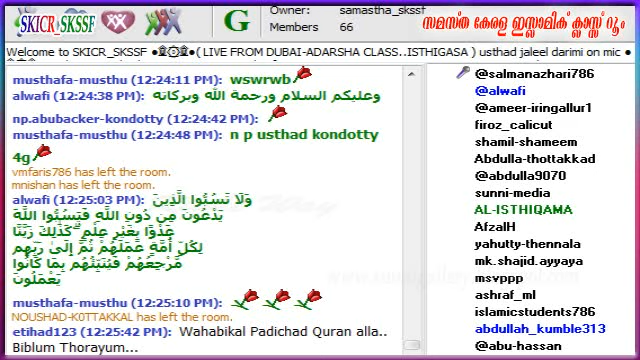 SKICR_SKSSF
G
Owner: samastha_skssf
Members 66
സമസ്ത കേരള ഇസ്ലാമിക് ക്ലാസ്സ് റൂം
Welcome to SKICR_SKSSF ●۩۞۩●( LIVE FROM DUBAI-ADARSHA CLASS..ISTHIGASA ) usthad jaleel darimi on mic ●
musthafa-musthu (12:24:11 PM): wswrwb
alwafi (12:24:38 PM): وعليكم السلام ورحمة الله وبركاته
np.abubacker-kondotty (12:24:42 PM):
musthafa-musthu (12:24:48 PM): n p usthad kondotty
4g
vmfaris786 has left the room.
mnishan has left the room.
alwafi (12:25:03 PM): وَلَا تَسُبُّوا الَّذِينَ
يَدْعُونَ مِن دُونِ اللَّهِ فَيَسُبُّوا اللَّهَ
عَدْوًا بِغَيْرِ عِلْمٍ ۗ كَذَٰلِكَ زَيَّنَّا
لِكُلِّ أُمَّةٍ عَمَلَهُمْ ثُمَّ إِلَىٰ رَبِّهِم
مَّرْجِعُهُمْ فَيُنَبِّئُهُم بِمَا كَانُوا
يَعْمَلُونَ
musthafa-musthu (12:25:10 PM):
NOUSHAD-K0TTAKKAL has left the room.
etihad123 (12:25:42 PM): Wahabikal Padichad Quran alla..
Biblum Thorayum...
@salmanazhari786
@alwafi
@ameer-iringallur1
firoz_calicut
shamil-shameem
Abdulla-thottakkad
@abdulla9070
sunni-media
AL-ISTHIQAMA
AfzalH
yahutty-thennala
mk.shajid.ayyaya
msvppp
ashraf_ml
islamicstudents786
abdullah_kumble313
@abu-hassan